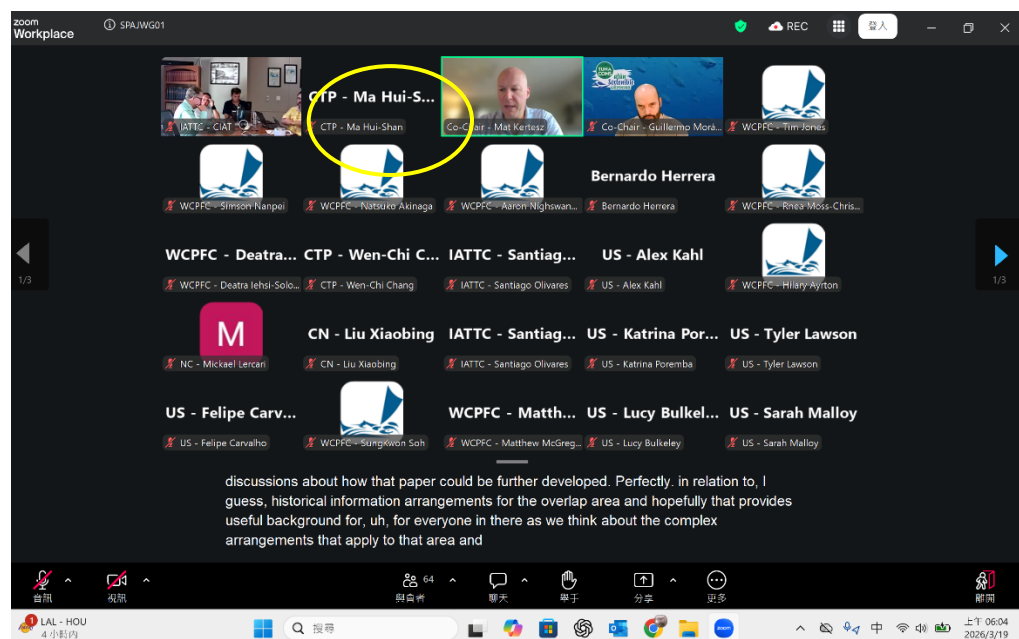 zoom
Workplace
SPAJWG01
REC
登入
CTP - Ma Hui-S...
IATTC - CIAT
CTP - Ma Hui-Shan
Co-Chair - Mat Kertesz
Co-Chair - Guillermo Morá...
WCPFC - Tim Jones
Bernardo Herrera
WCPFC - Simson Nanpei
WCPFC - Natsuko Akinaga
WCPFC - Aaron Nighswan...
Bernardo Herrera
WCPFC - Rhea Moss-Chris...
WCPFC - Deatra...
CTP - Wen-Chi C...
IATTC - Santiag...
US - Alex Kahl
1/3
1/3
WCPFC - Deatra Iehsi-Solo...
CTP - Wen-Chi Chang
IATTC - Santiago Olivares
US - Alex Kahl
WCPFC - Hilary Ayrton
M
CN - Liu Xiaobing
IATTC - Santiag...
US - Katrina Por...
US - Tyler Lawson
NC - Mickael Lercari
CN - Liu Xiaobing
IATTC - Santiago Olivares
US - Katrina Poremba
US - Tyler Lawson
US - Felipe Carv...
WCPFC - Matth...
US - Lucy Bulkel...
US - Sarah Malloy
US - Felipe Carvalho
WCPFC - SungKwon Soh
WCPFC - Matthew McGreg...
US - Lucy Bulkeley
US - Sarah Malloy
discussions about how that paper could be further developed. Perfectly. in relation to, I
guess, historical information arrangements for the overlap area and hopefully that provides
useful background for, uh, for everyone in there as we think about the complex
arrangements that apply to that area and
64
音訊
視訊
與會者
聊天
舉手
分享
更多
離開
1
LAL - HOU
4 小時內
搜尋
zoom
中
上午 06:04
2026/3/19